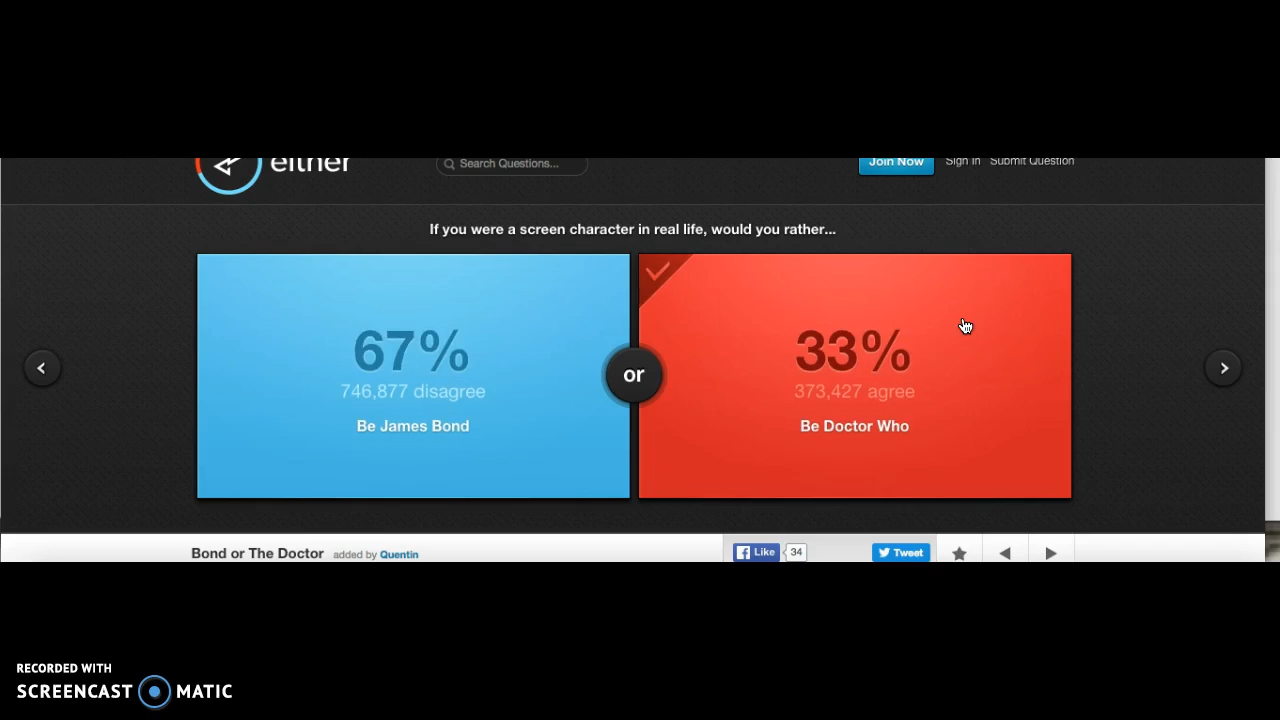 either
Search Questions...
Join Now
Sign In
Submit Question
If you were a screen character in real life, would you rather...
67%
746,877 disagree
Be James Bond
or
33%
373,427 agree
Be Doctor Who
Bond or The Doctor added by Quentin
Like 34
Tweet
RECORDED WITH
SCREENCAST MATIC